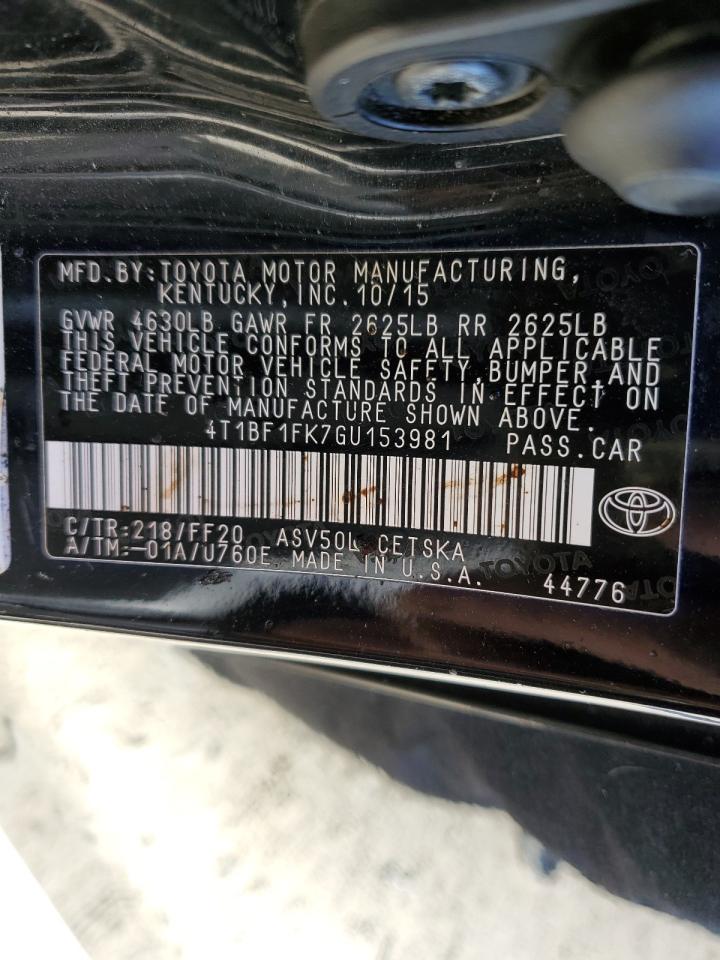 MFD.BY:TOYOTA MOTOR MANUFACTURING,
KENTUCKY,INC.10/15
GVWR 4630LB GAWR FR 2625LB RR 2625LB
THIS VEHICLE CONFORMS TO ALL APPLICABLE
FEDERAL MOTOR VEHICLE SAFETY,BUMPER,AND
THEFT PREVENTION STANDARDS IN EFFECT ON
THE DATE OF MANUFACTURE SHOWN ABOVE.
4T1BF1FK7GU153981 PASS.CAR
C/TR:218/FF20 ASV50L CETSKA
A/TM:-01A/U760E MADE IN U.S.A. 44776